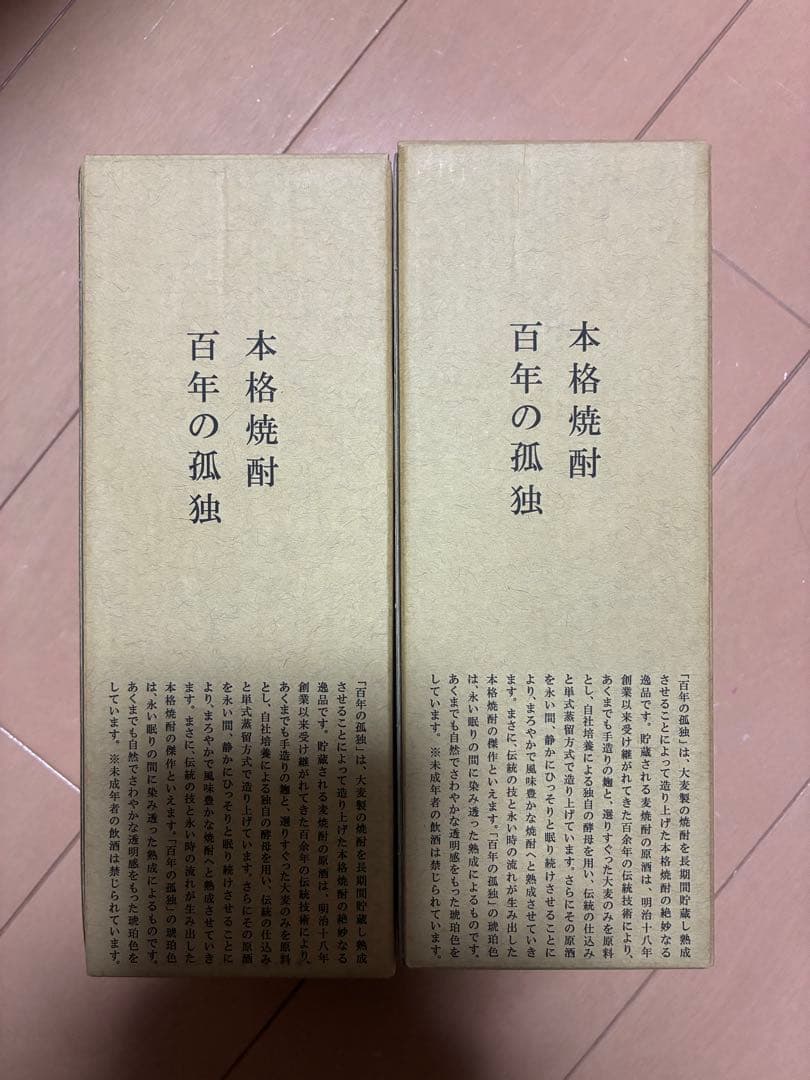 本格焼酎
百年の孤独
「百年の孤独」は、大麦製の焼酎を長期間貯蔵し熟成
させることによって造り上げた本格焼酎の絶妙なる
逸品です。貯蔵される麦焼酎の原酒は、明治十八年
創業以来受け継がれてきた百余年の伝統技術により、
あくまでも手造りの麹と、選りすぐった大麦のみを原料
とし、自社培養による独自の酵母を用い、伝統の仕込み
と単式蒸留方式で造り上げています。さらにその原酒
を永い間、静かにひっそりと眠り続けさせることに
より、まろやかで風味豊かな焼酎へと熟成させていき
ます。まさに、伝統の技と永い時の流れが生み出した
本格焼酎の傑作といえます。「百年の孤独」の琥珀色
は、永い眠りの間に染み透った熟成によるものです。
あくまでも自然でさわやかな透明感をもった琥珀色を
しています。※未成年者の飲酒は禁じられています。
本格焼酎
百年の孤独
「百年の孤独」は、大麦製の焼酎を長期間貯蔵し熟成
させることによって造り上げた本格焼酎の絶妙なる
逸品です。貯蔵される麦焼酎の原酒は、明治十八年
創業以来受け継がれてきた百余年の伝統技術により、
あくまでも手造りの麹と、選りすぐった大麦のみを原料
とし、自社培養による独自の酵母を用い、伝統の仕込み
と単式蒸留方式で造り上げています。さらにその原酒
を永い間、静かにひっそりと眠り続けさせることに
より、まろやかで風味豊かな焼酎へと熟成させていき
ます。まさに、伝統の技と永い時の流れが生み出した
本格焼酎の傑作といえます。「百年の孤独」の琥珀色
は、永い眠りの間に染み透った熟成によるものです。
あくまでも自然でさわやかな透明感をもった琥珀色を
しています。※未成年者の飲酒は禁じられています。